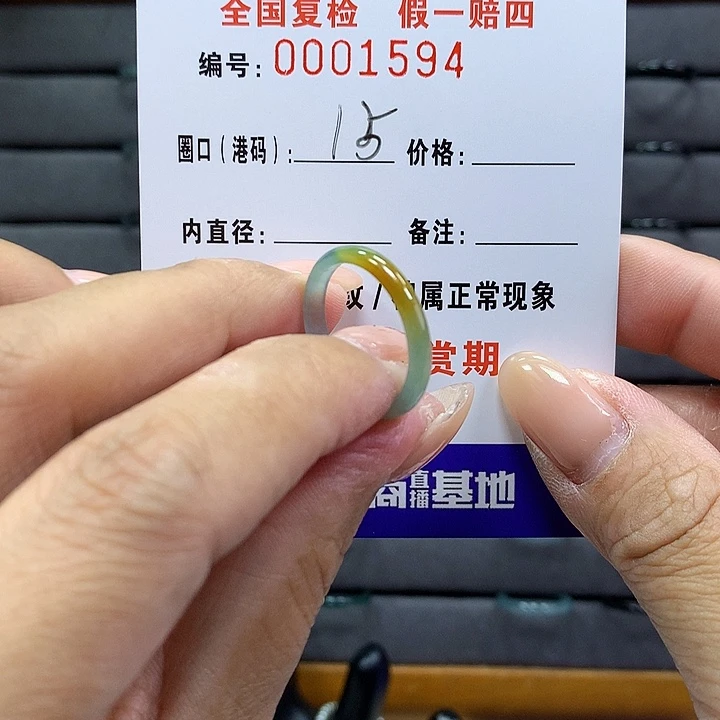 全国复检 假一赔四
编号: 0001594
圈口(港码): 15 价格:
内直径: 备注:
纹/ 属正常现象
赏期
直播基地